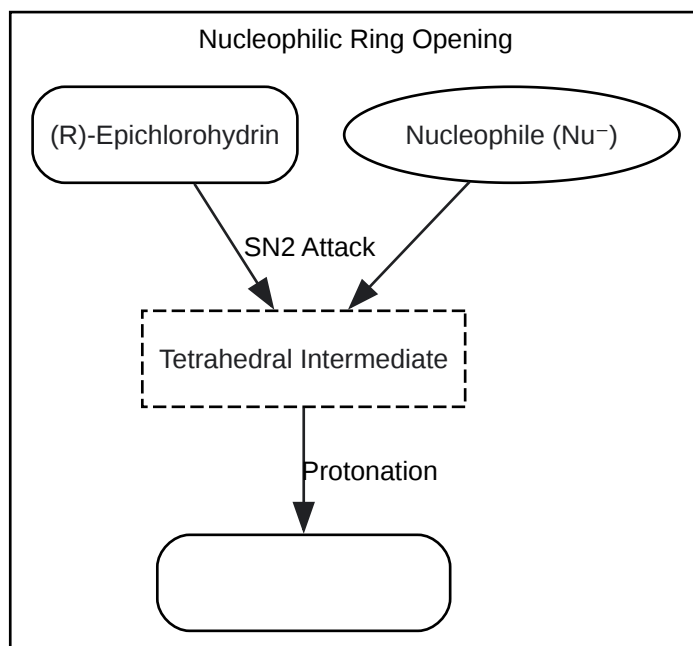 Nucleophilic Ring Opening
(R)-Epichlorohydrin
Nucleophile (Nu⁻)
SN2 Attack
Tetrahedral Intermediate
Protonation